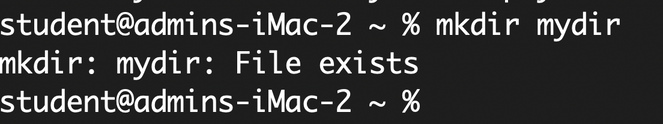 student@admins-iMac-2 ~ % mkdir mydir
mkdir: mydir: File exists
student@admins-iMac-2 ~ %